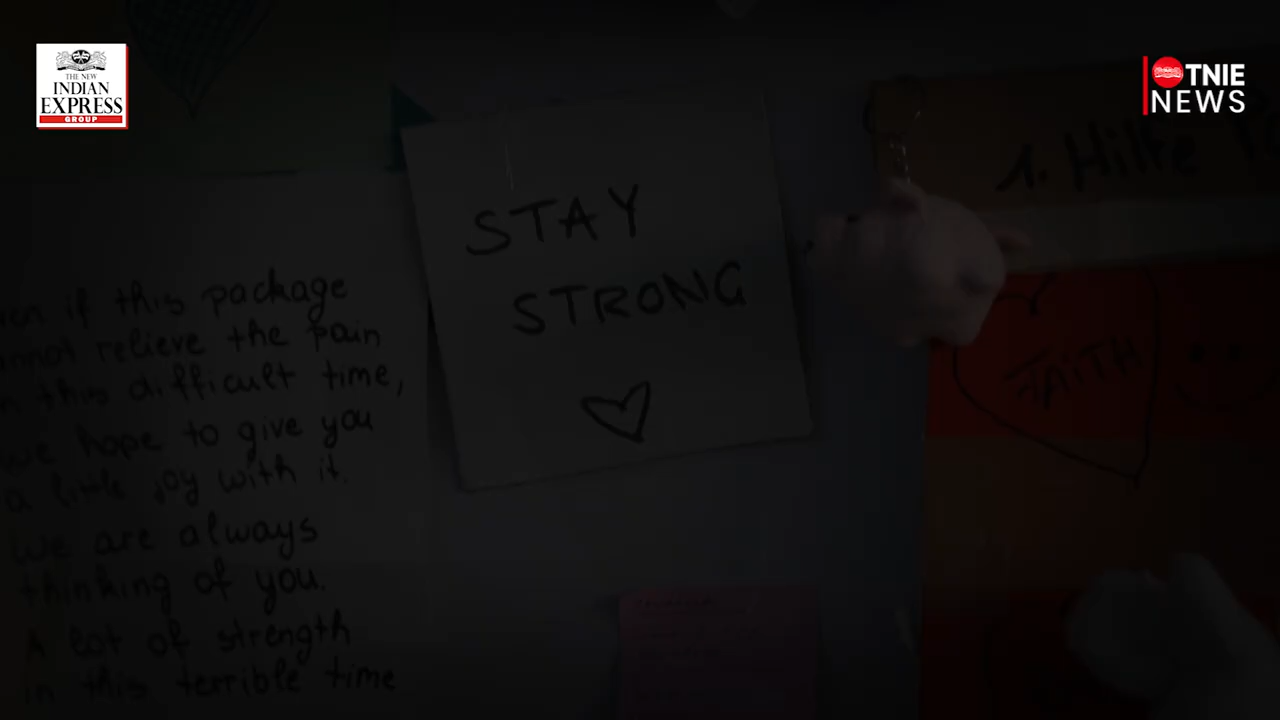 THE NEW
INDIAN
EXPRESS
GROUP
TNIE
NEWS
1. Hilfe
STAY
STRONG
FAITH
if this package
relieve the pain
this difficult time,
we hope to give you
a little joy with it.
We are always
thinking of you.
A lot of strength
in this terrible time